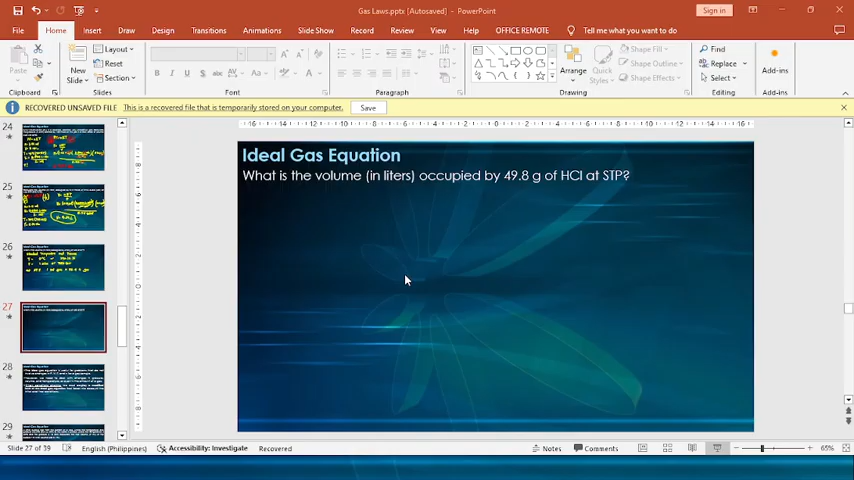 Gas Laws.pptx [Autosaved] - PowerPoint
Sign in
File Home Insert Draw Design Transitions Animations Slide Show Record Review View Help OFFICE REMOTE Tell me what you want to do
Paste
New Slide
Layout
Reset
Section
Arrange
Quick Styles
Shape Fill
Shape Outline
Shape Effects
Find
Replace
Select
Add-ons
Clipboard Slides Font Paragraph Drawing Editing Add-ins
RECOVERED UNSAVED FILE This is a recovered file that is temporarily stored on your computer. Save
24
25
26
27
28
29
Ideal Gas Equation
What is the volume (in liters) occupied by 49.8 g of HCl at STP?
Slide 27 of 39 English (Philippines) Accessibility: Investigate Recovered Notes Comments 65%